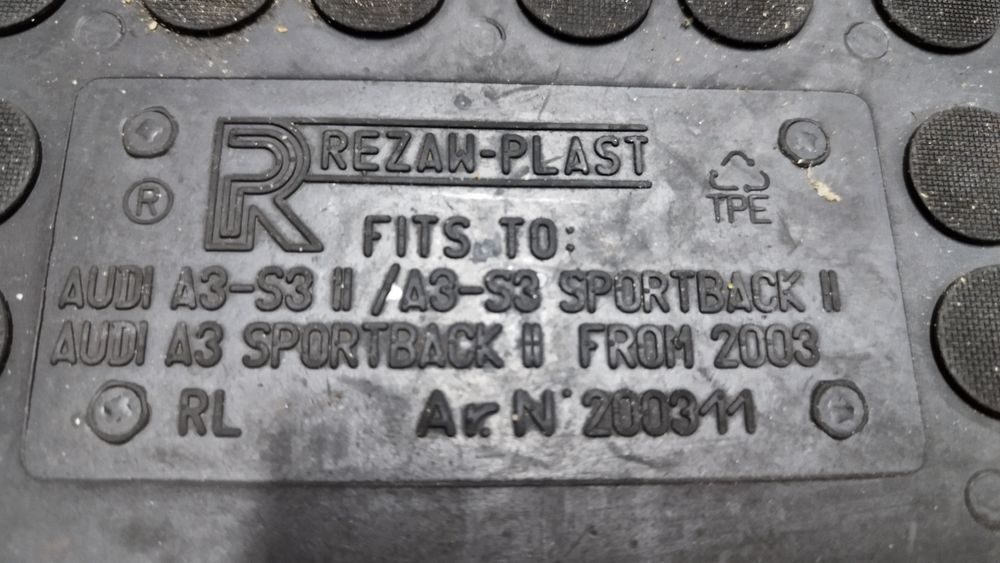 R REZAW-PLAST
®
TPE
FITS TO:
AUDI A3-S3 II / A3-S3 SPORTBACK II
AUDI A3 SPORTBACK II FROM 2003
RL Ar. N° 200311